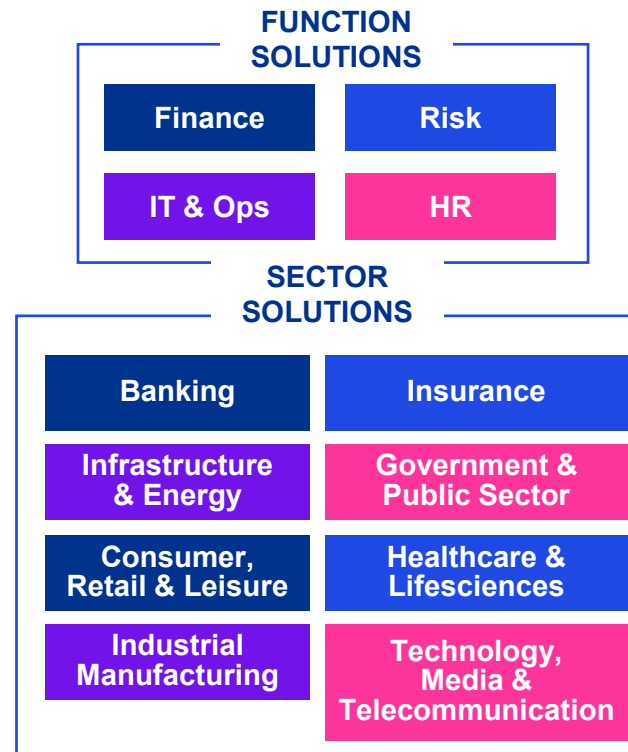 FUNCTION
SOLUTIONS
Finance
Risk
IT & Ops
HR
SECTOR
SOLUTIONS
Banking
Insurance
Infrastructure
& Energy
Government &
Public Sector
Consumer,
Retail & Leisure
Healthcare &
Lifesciences
Industrial
Manufacturing
Technology,
Media &
Telecommunication